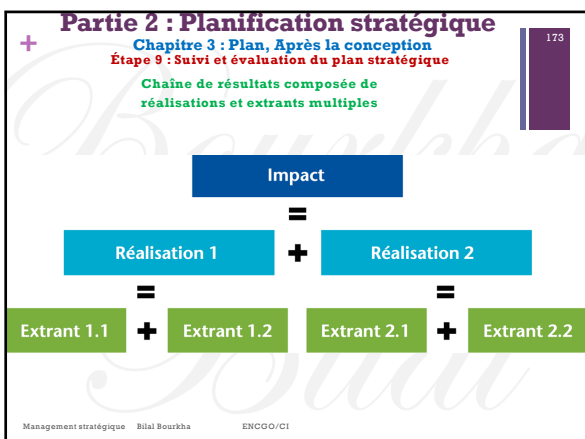 Partie 2 : Planification stratégique
173
+
Chapitre 3 : Plan, Après la conception
Étape 9 : Suivi et évaluation du plan stratégique
Chaîne de résultats composée de
réalisations et extrants multiples
Bourkha
Impact
=
Réalisation 1 + Réalisation 2
= =
Extrant 1.1 + Extrant 1.2 Extrant 2.1 + Extrant 2.2
Bilal
Management stratégique Bilal Bourkha ENCGO/CI